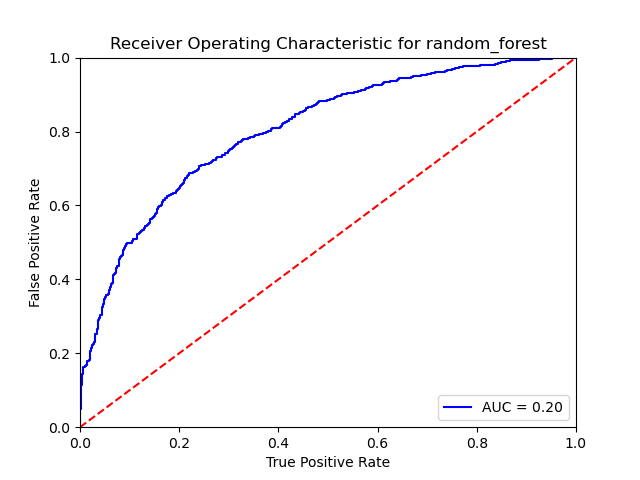 Receiver Operating Characteristic for random_forest
1.0
0.8
0.6
0.4
0.2
0.0
False Positive Rate
AUC = 0.20
0.0 0.2 0.4 0.6 0.8 1.0
True Positive Rate